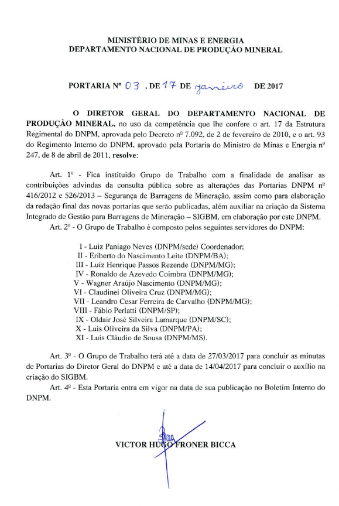 MINISTÉRIO DE MINAS E ENERGIA
DEPARTAMENTO NACIONAL DE PRODUÇÃO MINERAL
PORTARIA Nº 03, DE 17 DE janeiro DE 2017
O DIRETOR GERAL DO DEPARTAMENTO NACIONAL DE
PRODUÇÃO MINERAL, no uso da competência que lhe confere o art. 17 da Estrutura
Regimental do DNPM, aprovada pelo Decreto nº 7.092, de 2 de fevereiro de 2010, e o art. 93
do Regimento Interno do DNPM, aprovado pela Portaria do Ministro de Minas e Energia nº
247, de 8 de abril de 2011, resolve:
Art. 1º - Fica instituído Grupo de Trabalho com a finalidade de analisar as
contribuições advindas da consulta pública sobre as alterações das Portarias DNPM nº
416/2012 e 526/2013 – Segurança de Barragens de Mineração, assim como para elaboração
da redação final das novas portarias que serão publicadas, além auxiliar na criação da Sistema
Integrado de Gestão para Barragens de Mineração – SIGBM, em elaboração por este DNPM.
Art. 2º - O Grupo de Trabalho é composto pelos seguintes servidores do DNPM:
I - Luiz Paniago Neves (DNPM/sede) Coordenador;
II - Eriberto do Nascimento Leite (DNPM/BA);
III - Luiz Henrique Passos Rezende (DNPM/MG);
IV - Ronaldo de Azevedo Coimbra (DNPM/MG);
V - Wagner Araújo Nascimento (DNPM/MG);
VI - Claudinei Oliveira Cruz (DNPM/MG);
VII - Leandro Cesar Ferreira de Carvalho (DNPM/MG);
VIII - Fábio Perlatti (DNPM/SP);
IX - Oldair José Silveira Lamarque (DNPM/SC);
X - Luis Oliveira da Silva (DNPM/PA);
XI - Luís Cláudio de Sousa (DNPM/MS).
Art. 3º - O Grupo de Trabalho terá até a data de 27/03/2017 para concluir as minutas
de Portarias do Diretor Geral do DNPM e até a data de 14/04/2017 para concluir o auxílio na
criação do SIGBM.
Art. 4º - Esta Portaria entra em vigor na data de sua publicação no Boletim Interno do
DNPM.
VICTOR HUGO FRONER BICCA